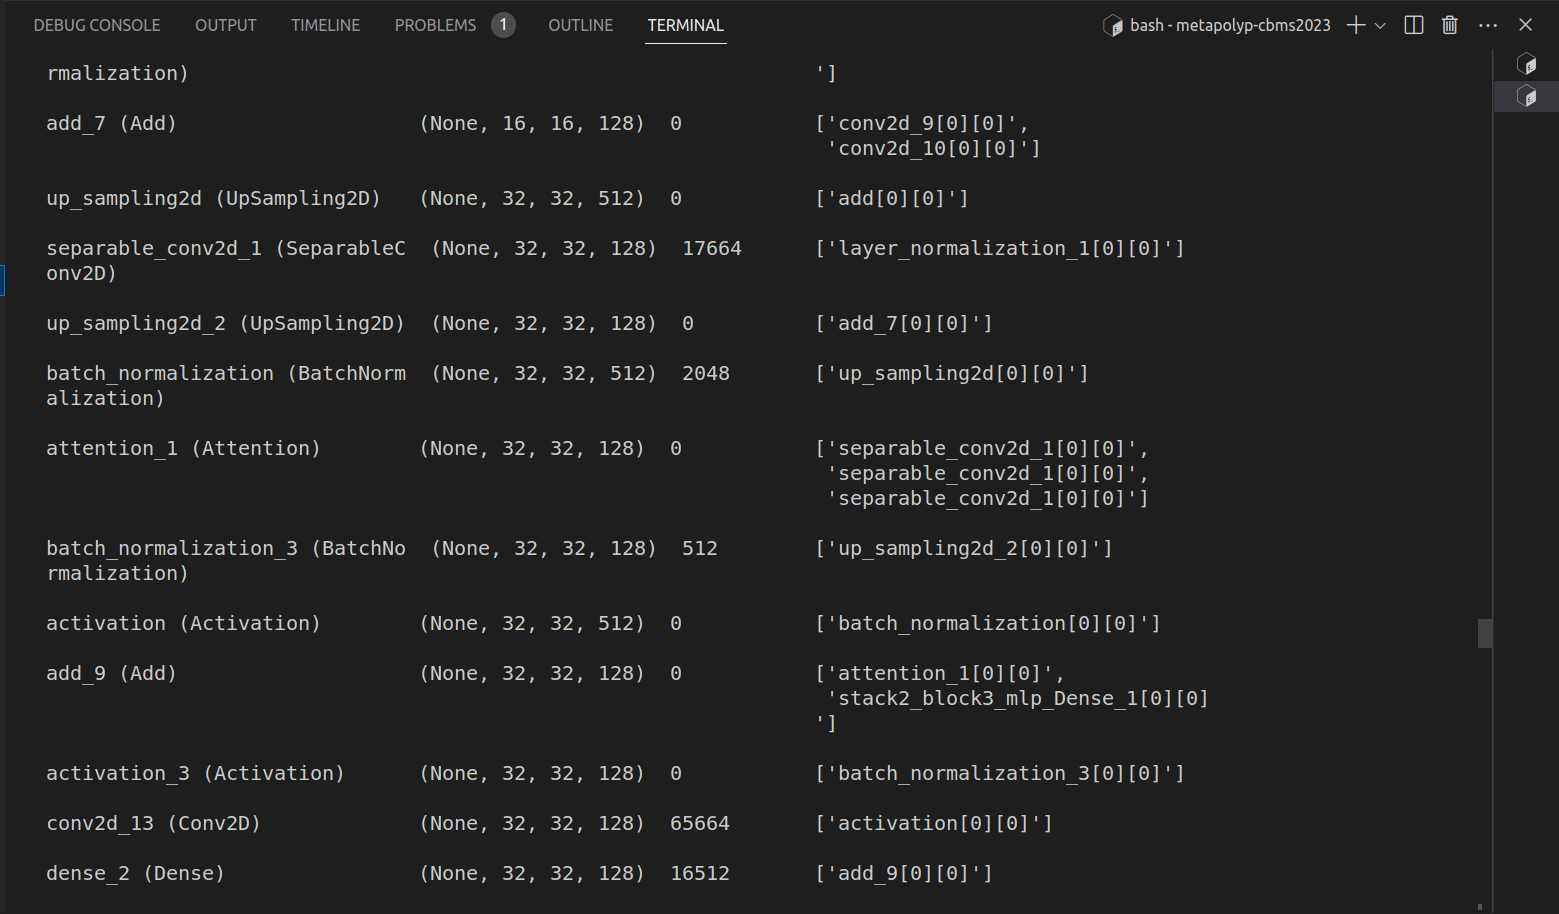 DEBUG CONSOLE OUTPUT TIMELINE PROBLEMS 1 OUTLINE TERMINAL bash - metapolyp-cbms2023
rmalization) ']
add_7 (Add) (None, 16, 16, 128) 0 ['conv2d_9[0][0]',
'conv2d_10[0][0]']
up_sampling2d (UpSampling2D) (None, 32, 32, 512) 0 ['add[0][0]']
separable_conv2d_1 (SeparableC (None, 32, 32, 128) 17664 ['layer_normalization_1[0][0]']
onv2D)
up_sampling2d_2 (UpSampling2D) (None, 32, 32, 128) 0 ['add_7[0][0]']
batch_normalization (BatchNorm (None, 32, 32, 512) 2048 ['up_sampling2d[0][0]']
alization)
attention_1 (Attention) (None, 32, 32, 128) 0 ['separable_conv2d_1[0][0]',
'separable_conv2d_1[0][0]',
'separable_conv2d_1[0][0]']
batch_normalization_3 (BatchNo (None, 32, 32, 128) 512 ['up_sampling2d_2[0][0]']
rmalization)
activation (Activation) (None, 32, 32, 512) 0 ['batch_normalization[0][0]']
add_9 (Add) (None, 32, 32, 128) 0 ['attention_1[0][0]',
'stack2_block3_mlp_Dense_1[0][0]
']
activation_3 (Activation) (None, 32, 32, 128) 0 ['batch_normalization_3[0][0]']
conv2d_13 (Conv2D) (None, 32, 32, 128) 65664 ['activation[0][0]']
dense_2 (Dense) (None, 32, 32, 128) 16512 ['add_9[0][0]']